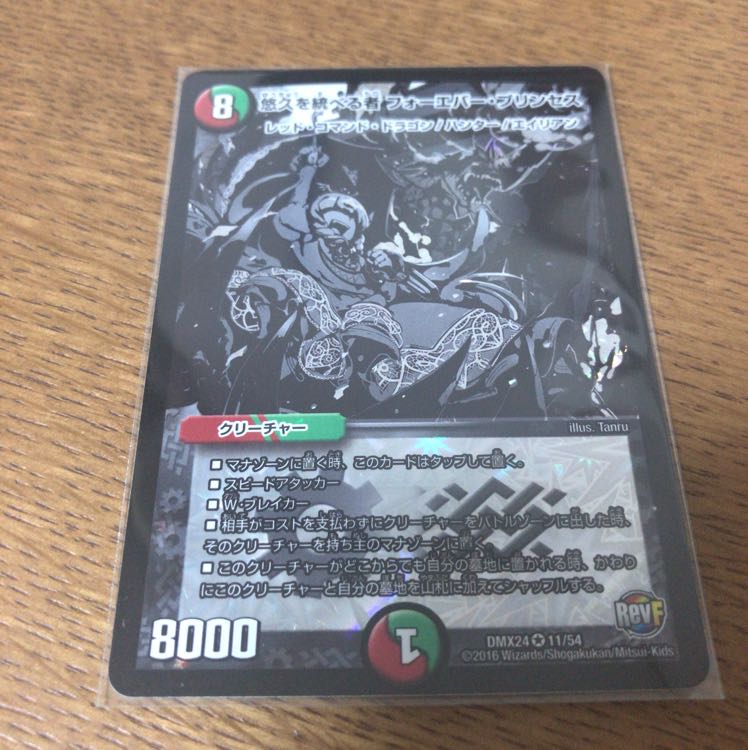 8
悠久を統べる者 フォーエバー・プリンセス
レッド・コマンド・ドラゴン/ハンター/エイリアン
クリーチャー
illus. Tanru
■ マナゾーンに置く時、このカードはタップして置く。
■ スピードアタッカー
■ W・ブレイカー
■ 相手がコストを支払わずにクリーチャーをバトルゾーンに出した時、
そのクリーチャーを持ち主のマナゾーンに置く。
■ このクリーチャーがどこからでも自分の墓地に置かれる時、かわり
にこのクリーチャーと自分の墓地を山札に加えてシャッフルする。
RevF
8000
1
DMX24 ✪ 11/54
©2016 Wizards/Shogakukan/Mitsui-Kids